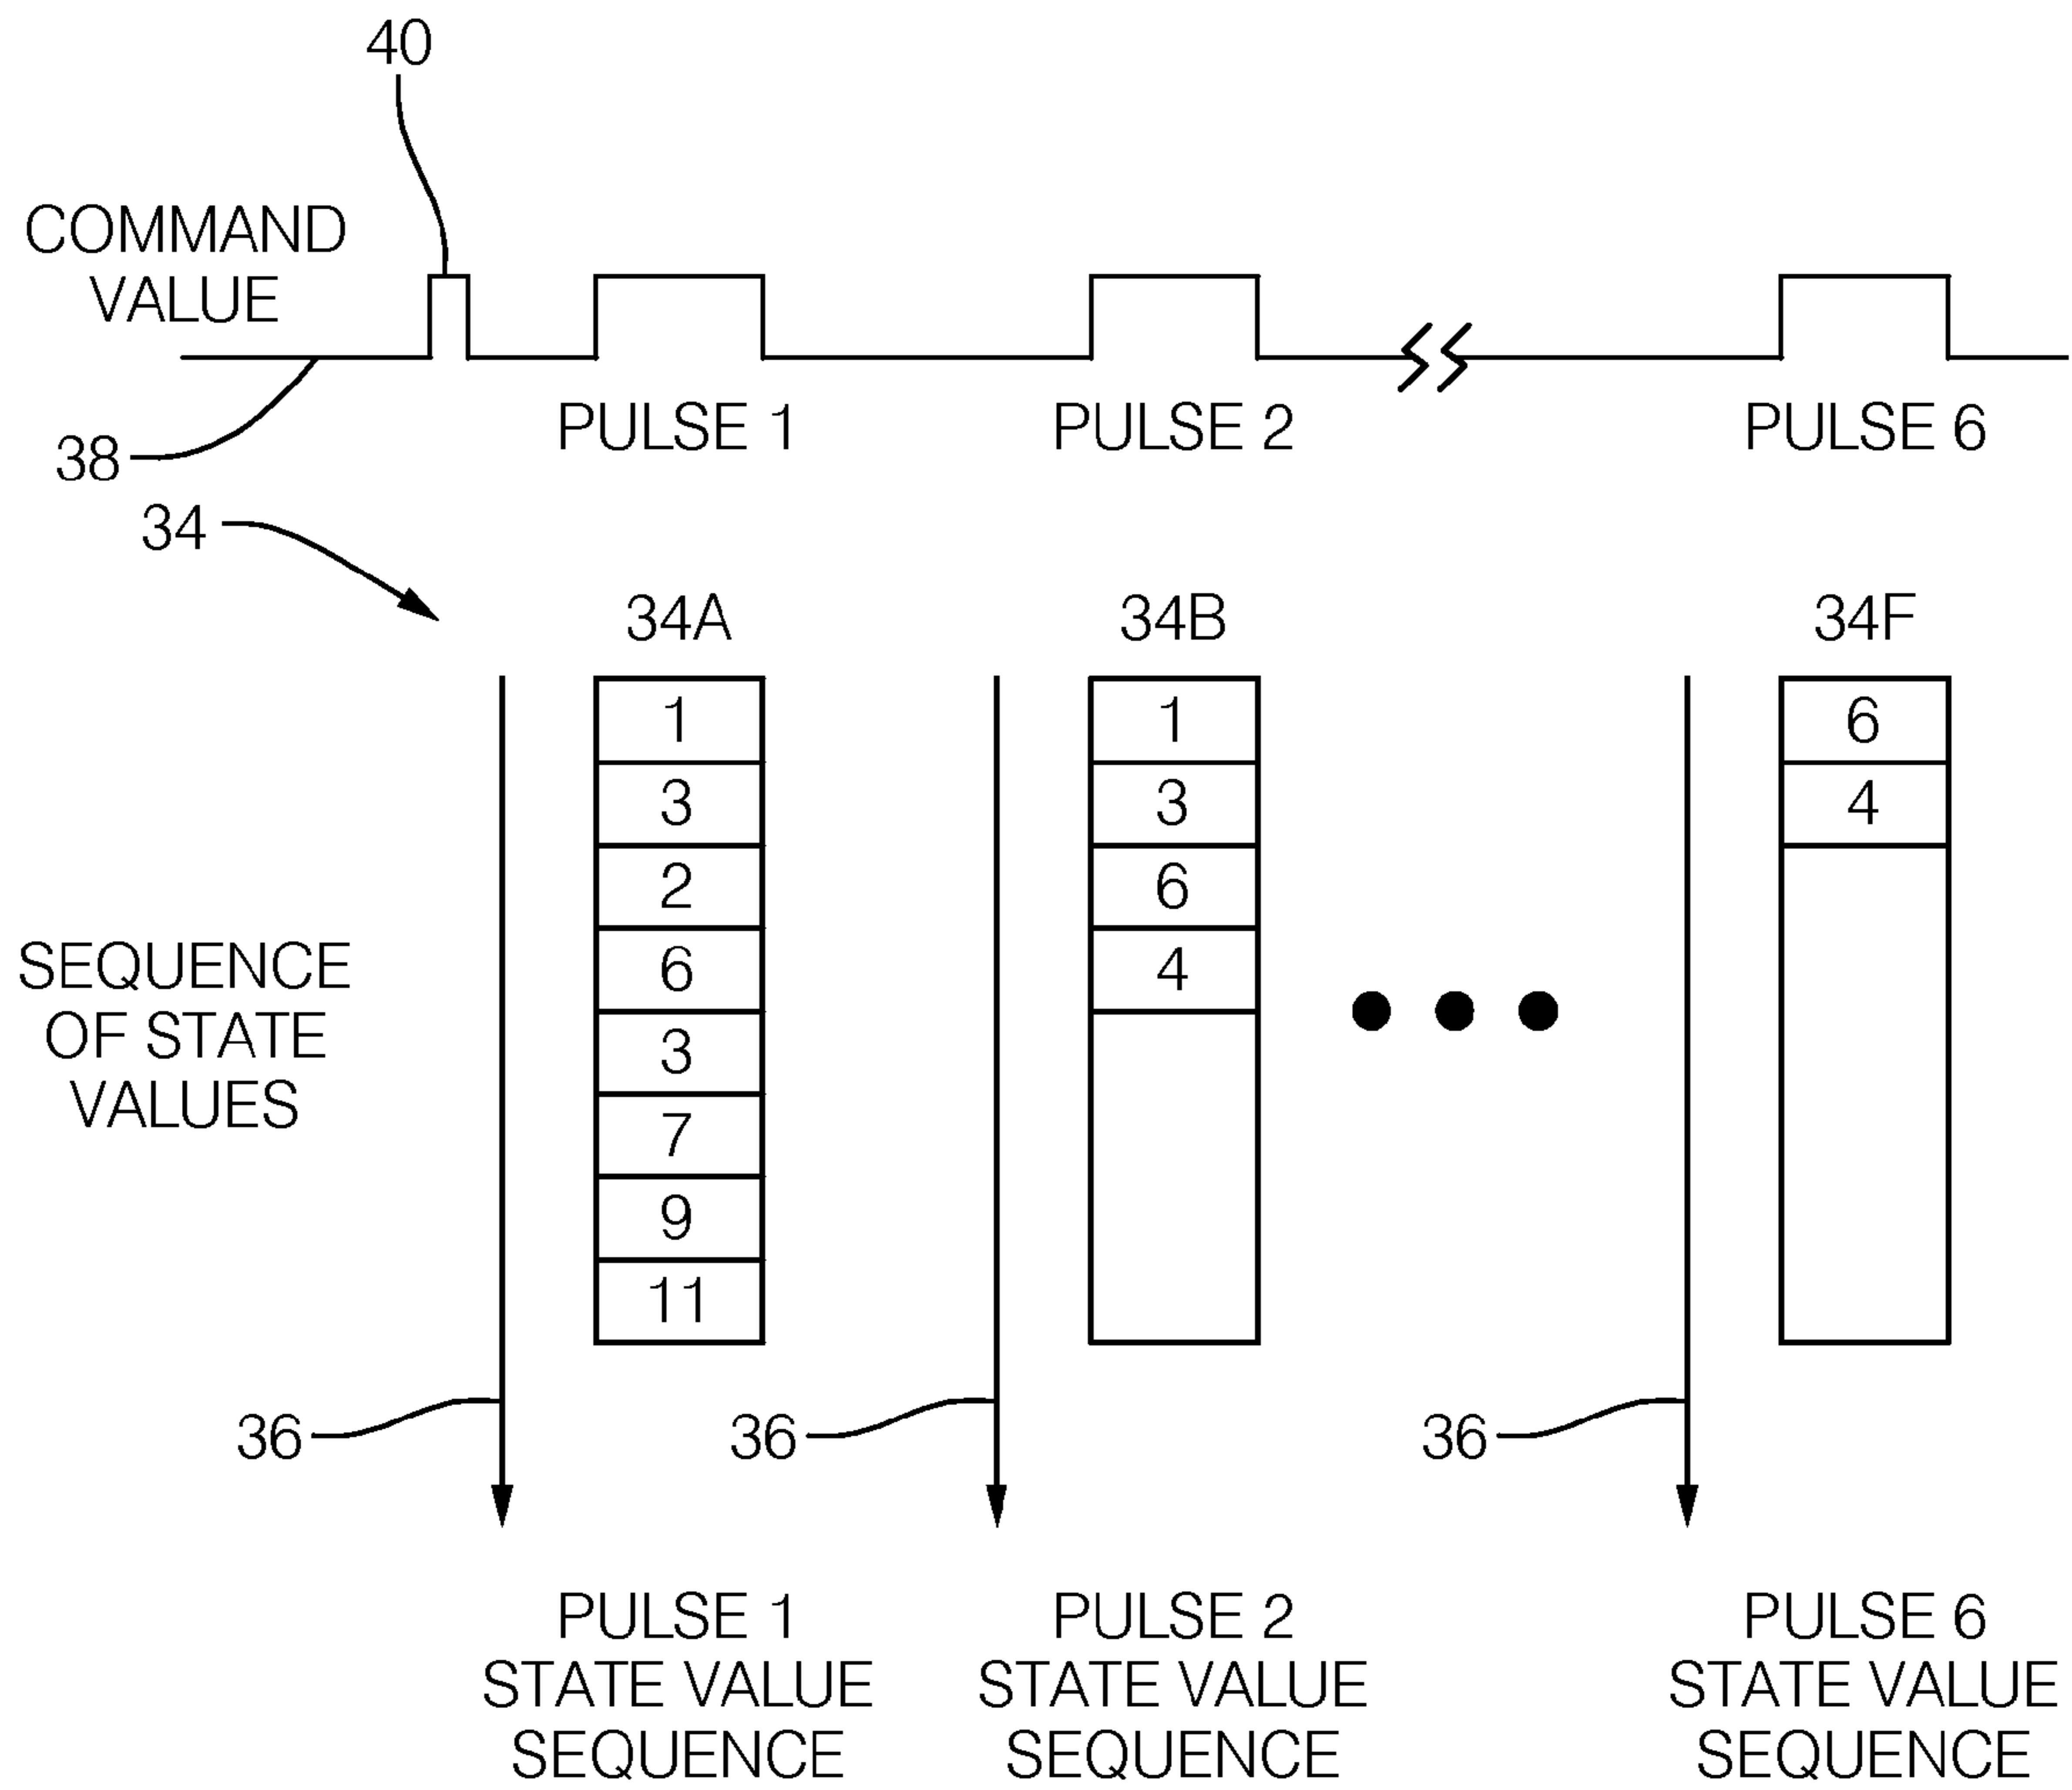 40
COMMAND
VALUE
38
PULSE 1
PULSE 2
PULSE 6
34
34A
34B
34F
1
3
2
6
3
7
9
11
1
3
6
4
6
4
SEQUENCE
OF STATE
VALUES
36
36
36
PULSE 1
STATE VALUE
SEQUENCE
PULSE 2
STATE VALUE
SEQUENCE
PULSE 6
STATE VALUE
SEQUENCE